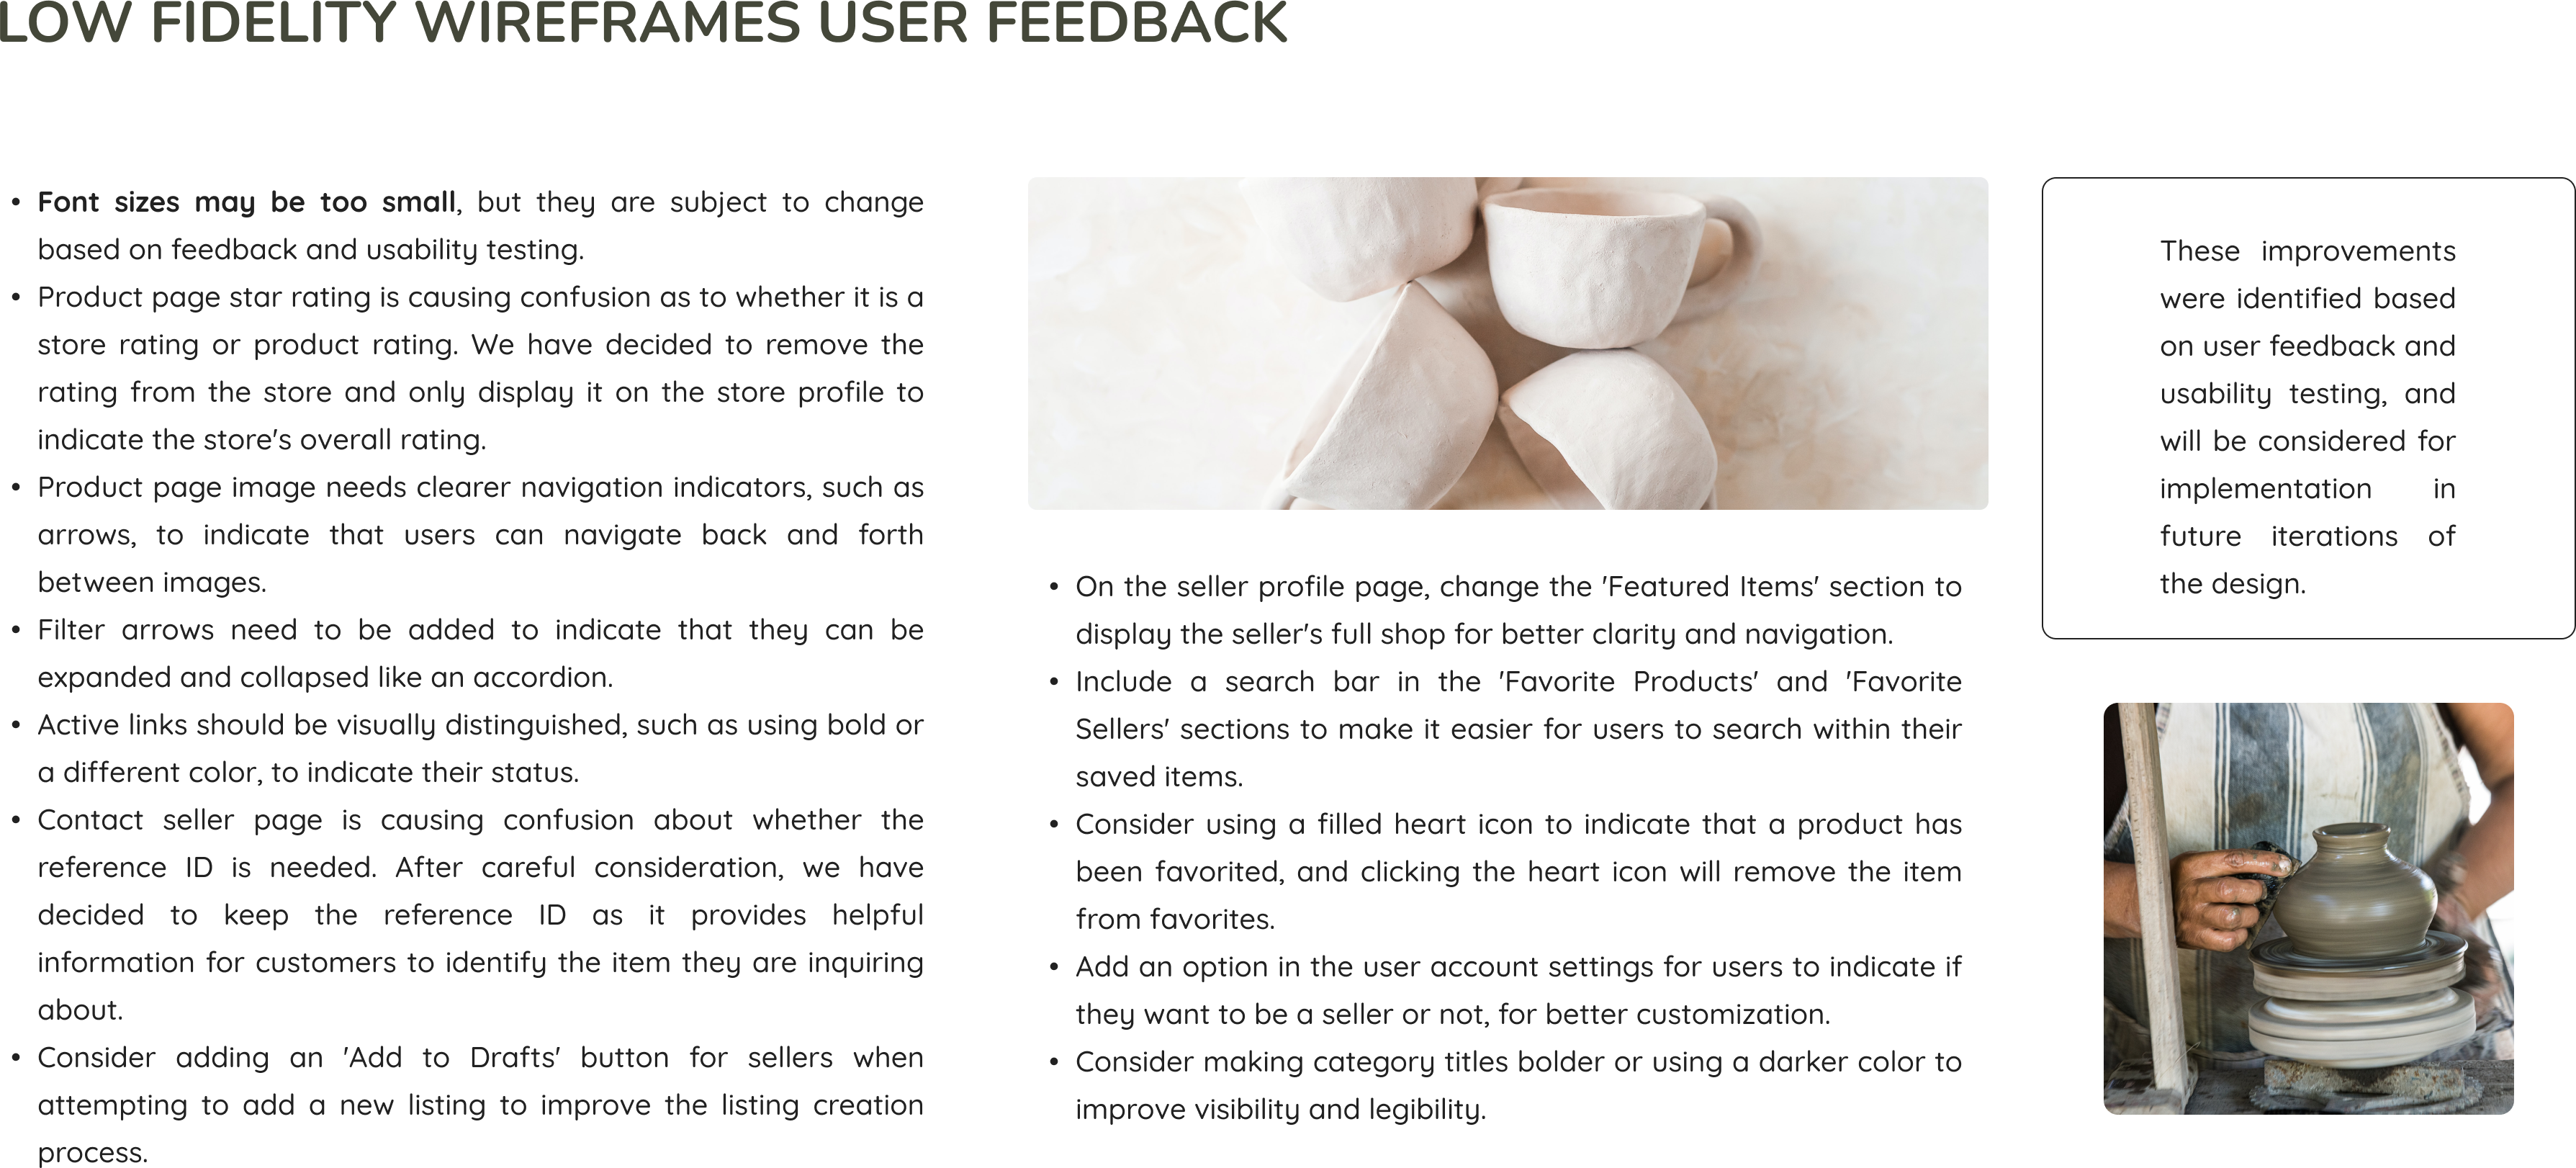 LOW FIDELITY WIREFRAMES USER FEEDBACK
• Font sizes may be too small, but they are subject to change
based on feedback and usability testing.
• Product page star rating is causing confusion as to whether it is a
store rating or product rating. We have decided to remove the
rating from the store and only display it on the store profile to
indicate the store's overall rating.
• Product page image needs clearer navigation indicators, such as
arrows, to indicate that users can navigate back and forth
between images.
• Filter arrows need to be added to indicate that they can be
expanded and collapsed like an accordion.
• Active links should be visually distinguished, such as using bold or
a different color, to indicate their status.
• Contact seller page is causing confusion about whether the
reference ID is needed. After careful consideration, we have
decided to keep the reference ID as it provides helpful
information for customers to identify the item they are inquiring
about.
• Consider adding an 'Add to Drafts' button for sellers when
attempting to add a new listing to improve the listing creation
process.
• On the seller profile page, change the 'Featured Items' section to
display the seller's full shop for better clarity and navigation.
• Include a search bar in the 'Favorite Products' and 'Favorite
Sellers' sections to make it easier for users to search within their
saved items.
• Consider using a filled heart icon to indicate that a product has
been favorited, and clicking the heart icon will remove the item
from favorites.
• Add an option in the user account settings for users to indicate if
they want to be a seller or not, for better customization.
• Consider making category titles bolder or using a darker color to
improve visibility and legibility.
These improvements
were identified based
on user feedback and
usability testing, and
will be considered for
implementation in
future iterations of
the design.